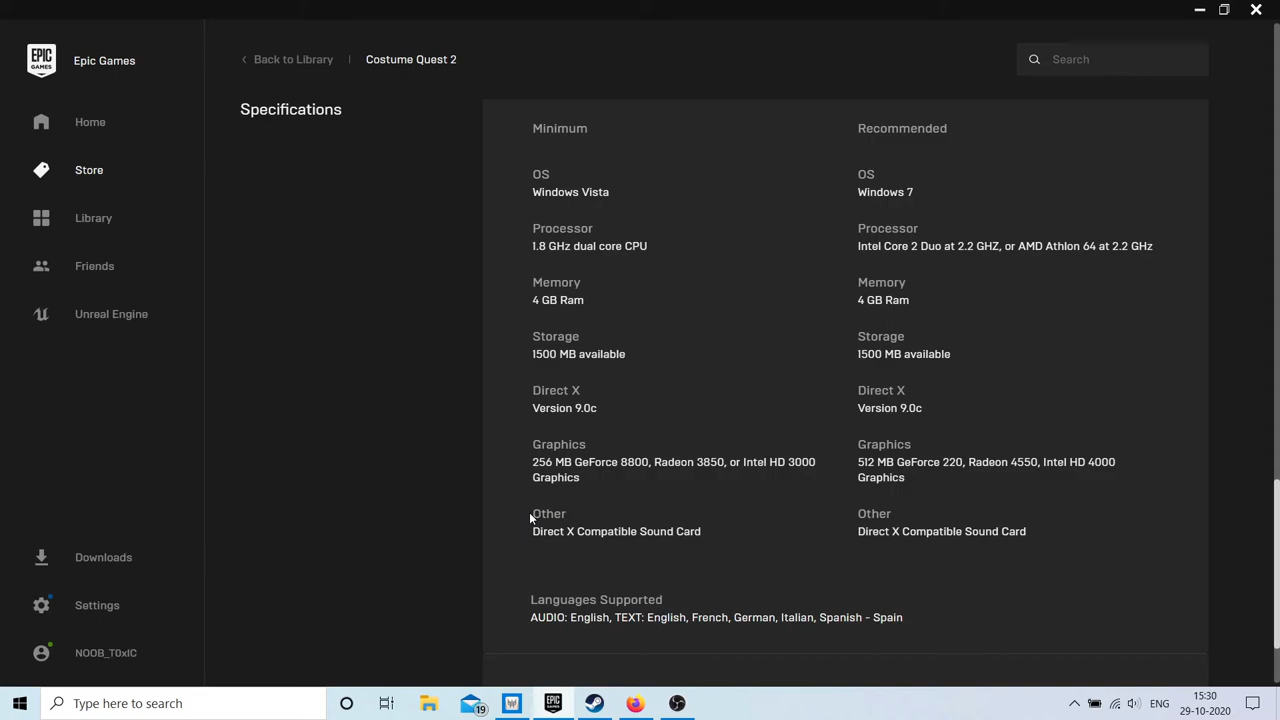 EPIC GAMES
Epic Games
Home
Store
Library
Friends
Unreal Engine
Downloads
Settings
NOOB_T0xIC
Back to Library
Costume Quest 2
Search
Specifications
Minimum
OS
Windows Vista
Processor
1.8 GHz dual core CPU
Memory
4 GB Ram
Storage
1500 MB available
Direct X
Version 9.0c
Graphics
256 MB GeForce 8800, Radeon 3850, or Intel HD 3000
Graphics
Other
Direct X Compatible Sound Card
Recommended
OS
Windows 7
Processor
Intel Core 2 Duo at 2.2 GHZ, or AMD Athlon 64 at 2.2 GHz
Memory
4 GB Ram
Storage
1500 MB available
Direct X
Version 9.0c
Graphics
512 MB GeForce 220, Radeon 4550, Intel HD 4000
Graphics
Other
Direct X Compatible Sound Card
Languages Supported
AUDIO: English, TEXT: English, French, German, Italian, Spanish - Spain
Type here to search
19
EPIC GAMES
ENG
15:30
29-10-2020